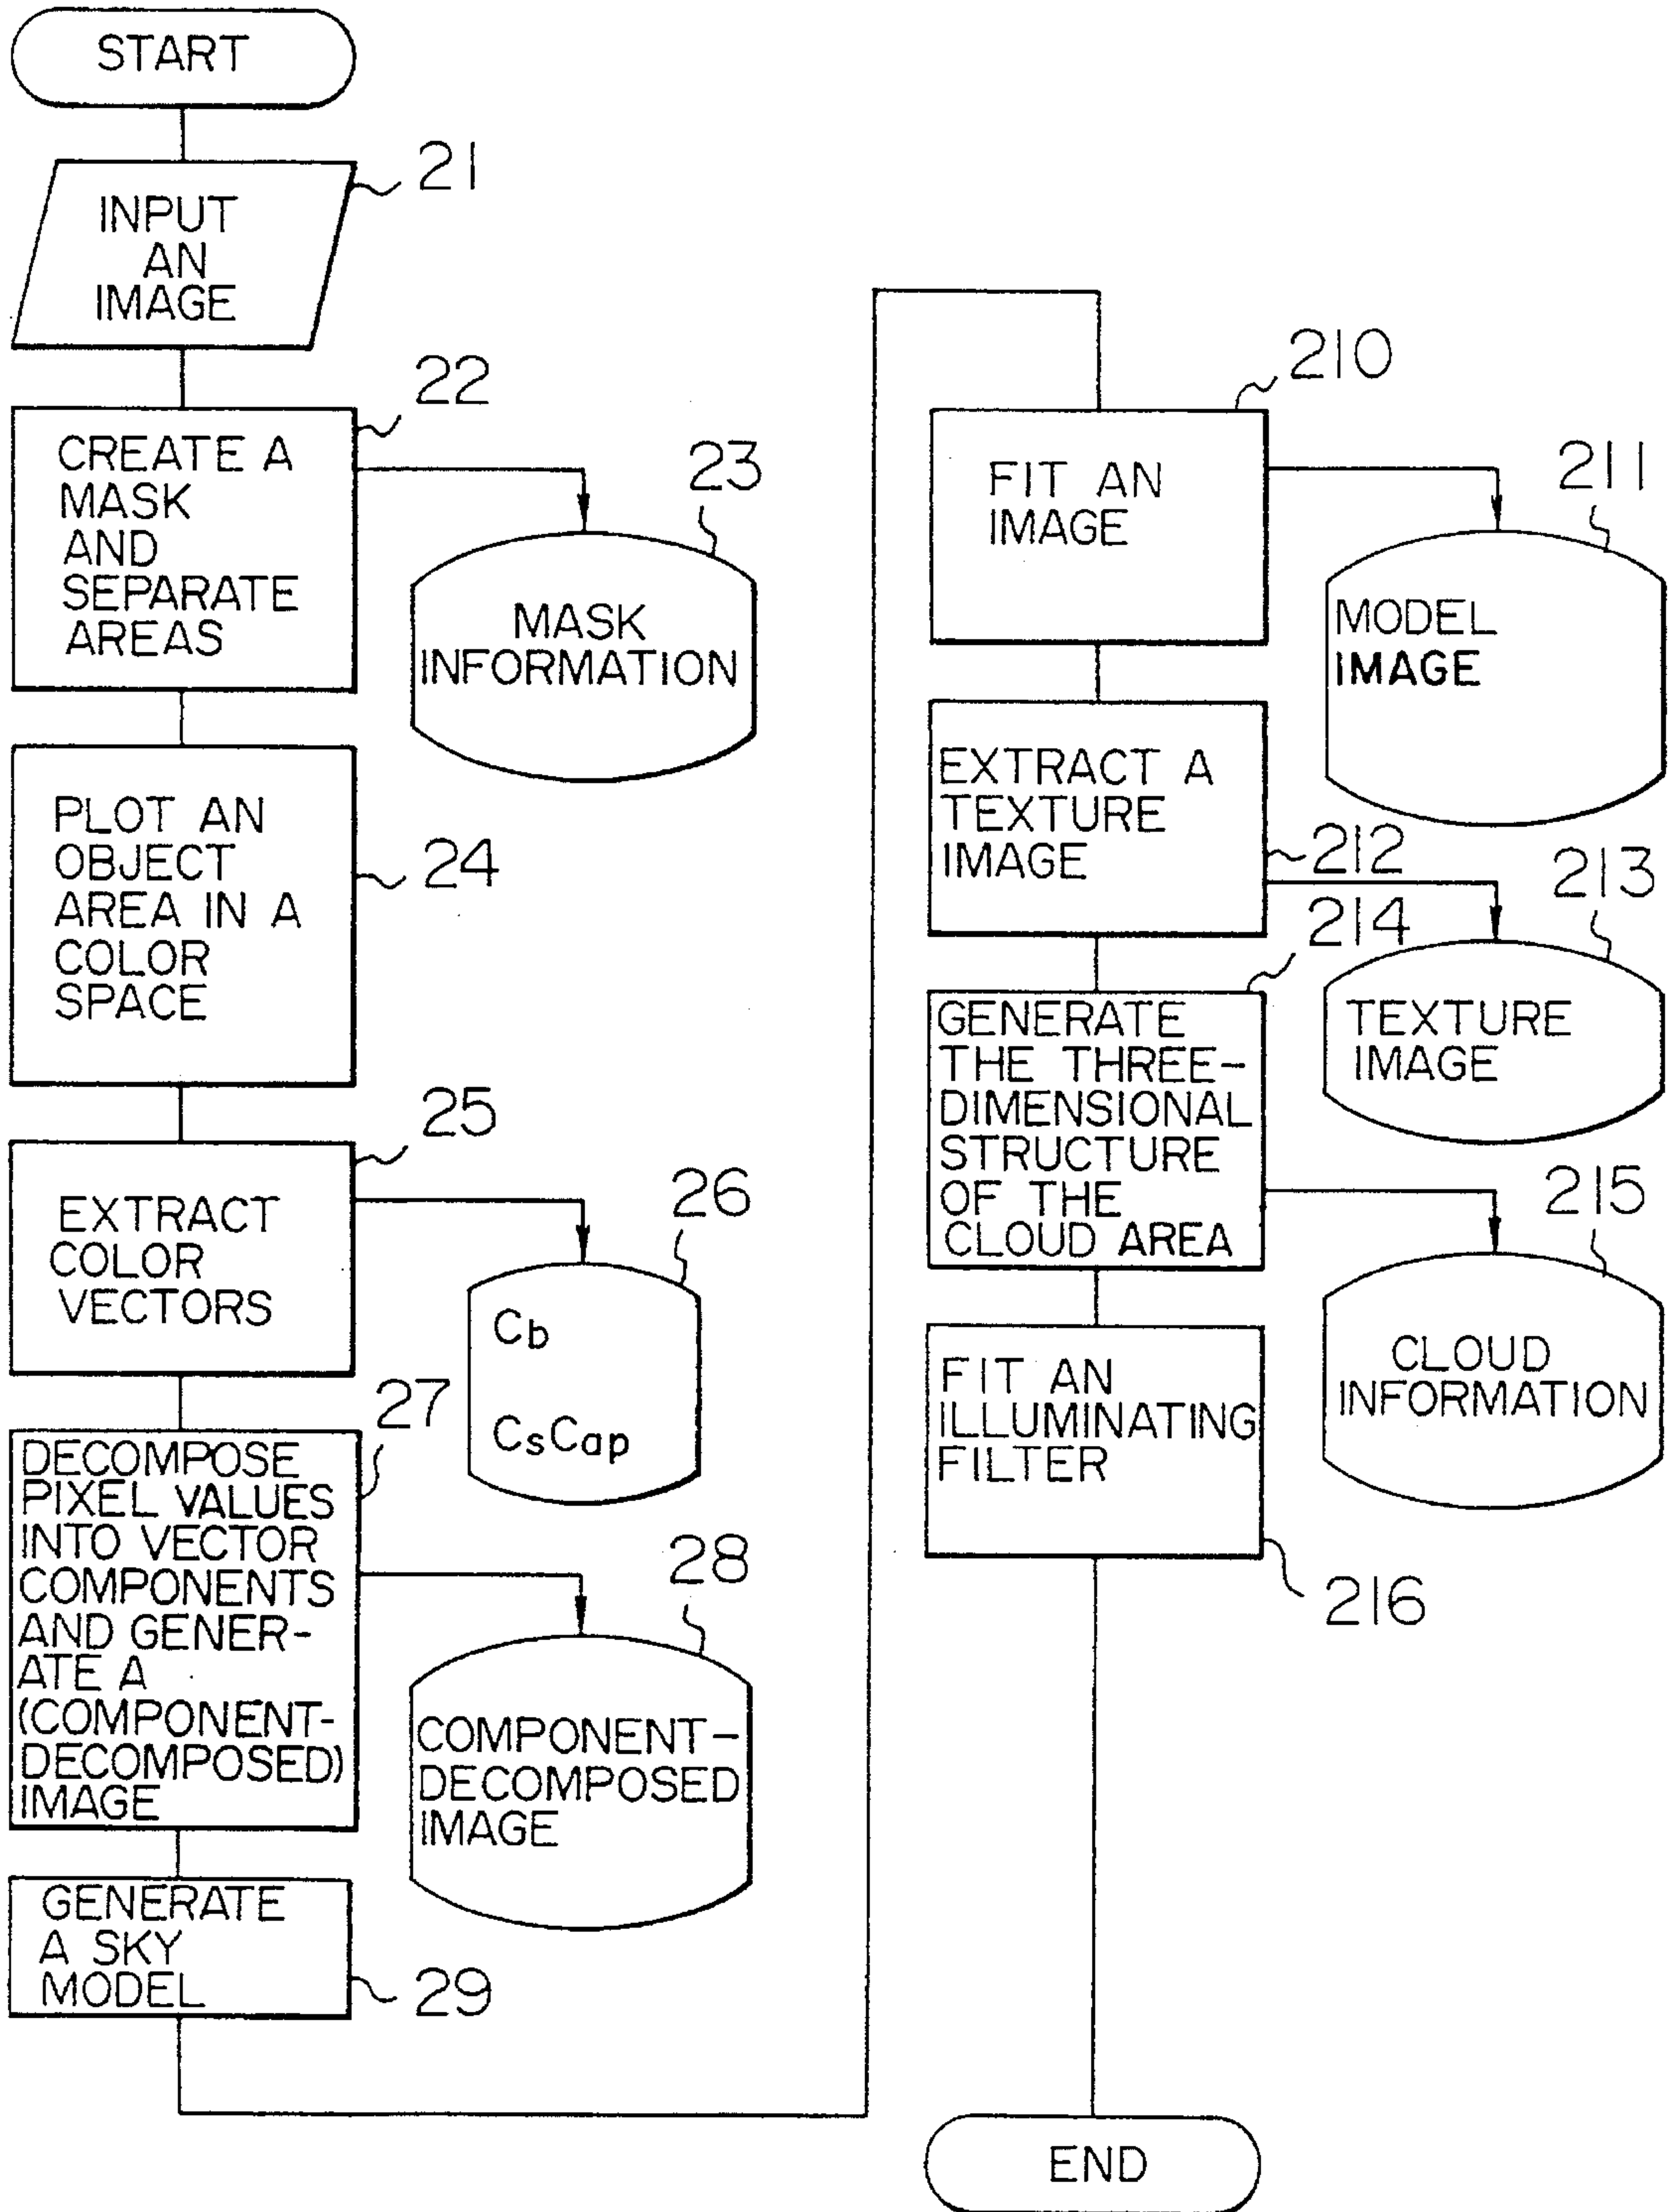 START
21
INPUT
AN
IMAGE
22
CREATE A
MASK
AND
SEPARATE
AREAS
23
MASK
INFORMATION
PLOT AN
OBJECT
AREA IN A
COLOR
SPACE
24
25
EXTRACT
COLOR
VECTORS
26
Cb
CsCap
27
DECOMPOSE
PIXEL VALUES
INTO VECTOR
COMPONENTS
AND GENER-
ATE A
(COMPONENT-
DECOMPOSED)
IMAGE
28
COMPONENT-
DECOMPOSED
IMAGE
GENERATE
A SKY
MODEL
29
210
FIT AN
IMAGE
211
MODEL
IMAGE
EXTRACT A
TEXTURE
IMAGE
212
213
TEXTURE
IMAGE
214
GENERATE
THE THREE-
DIMENSIONAL
STRUCTURE
OF THE
CLOUD AREA
215
CLOUD
INFORMATION
FIT AN
ILLUMINATING
FILTER
216
END